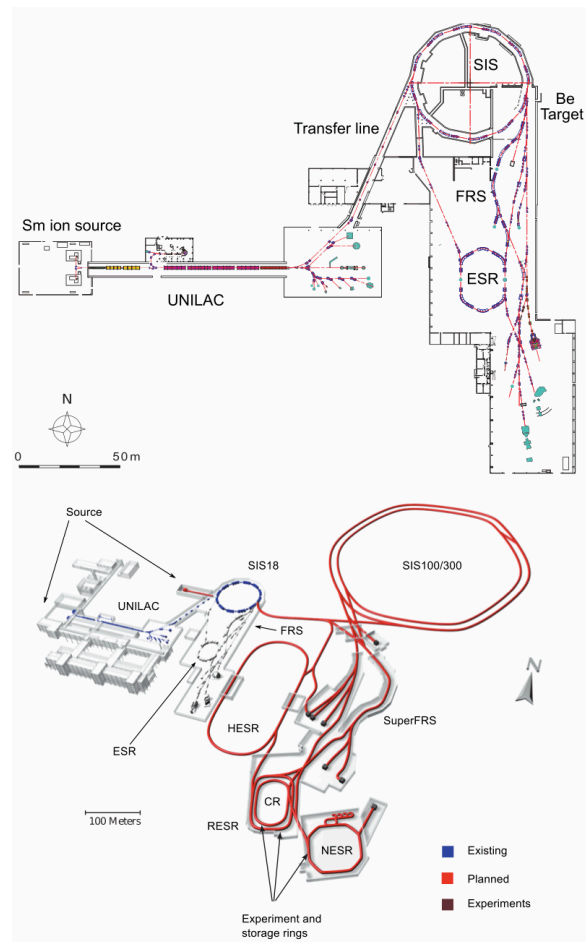 SIS
Be
Target
Transfer line
FRS
Sm ion source
ESR
UNILAC
N
0
50 m
Source
SIS18
SIS100/300
UNILAC
FRS
N
HESR
SuperFRS
ESR
CR
100 Meters
RESR
NESR
Existing
Planned
Experiments
Experiment and
storage rings